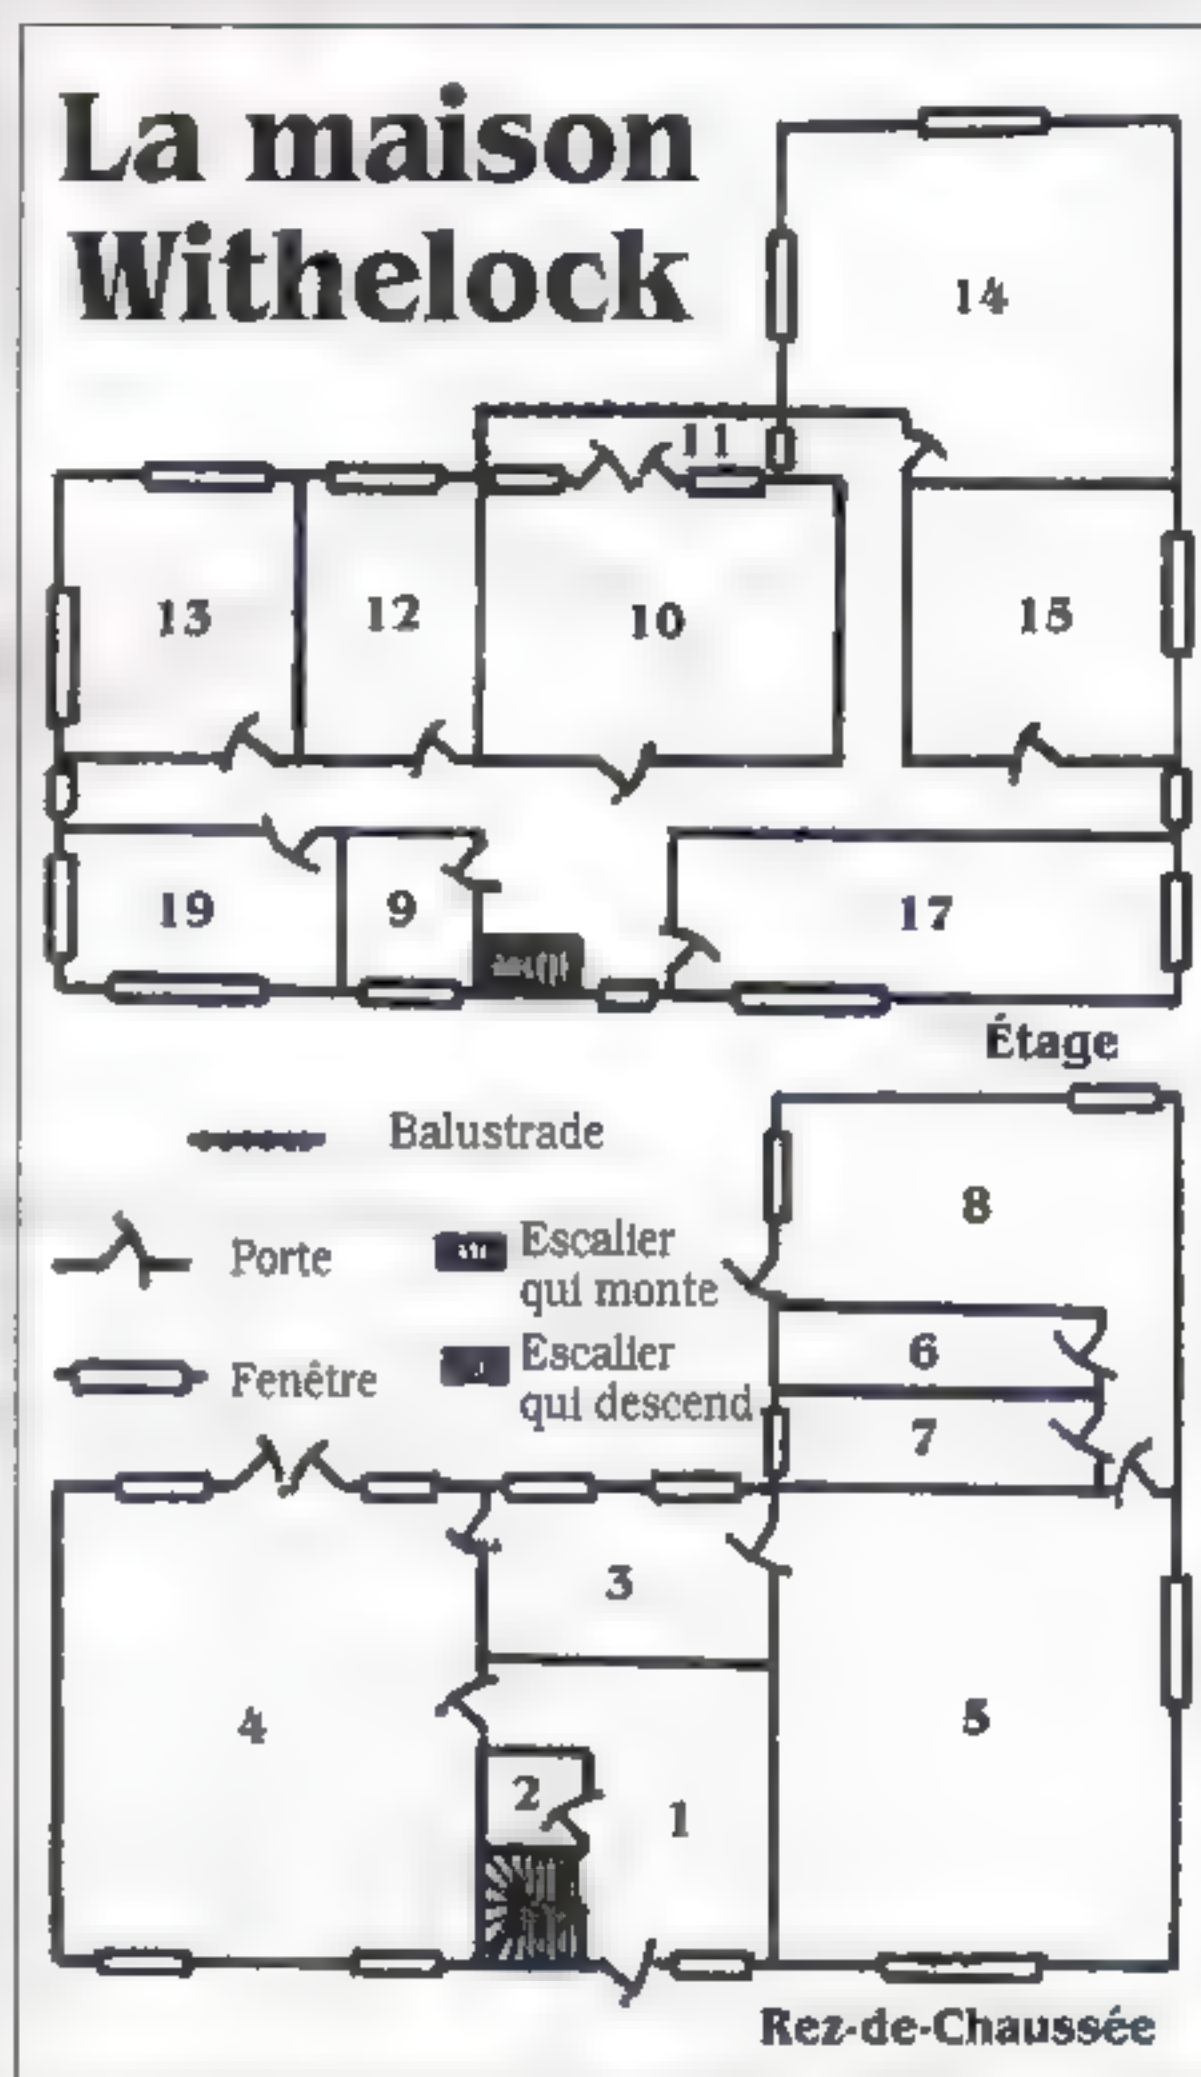 La maison
Withelock
14
11
13
12
10
15
19
9
17
Étage
Balustrade
8
Porte
Escalier
qui monte
6
Fenêtre
Escalier
qui descend
7
3
4
5
2
1
Rez-de-Chaussée